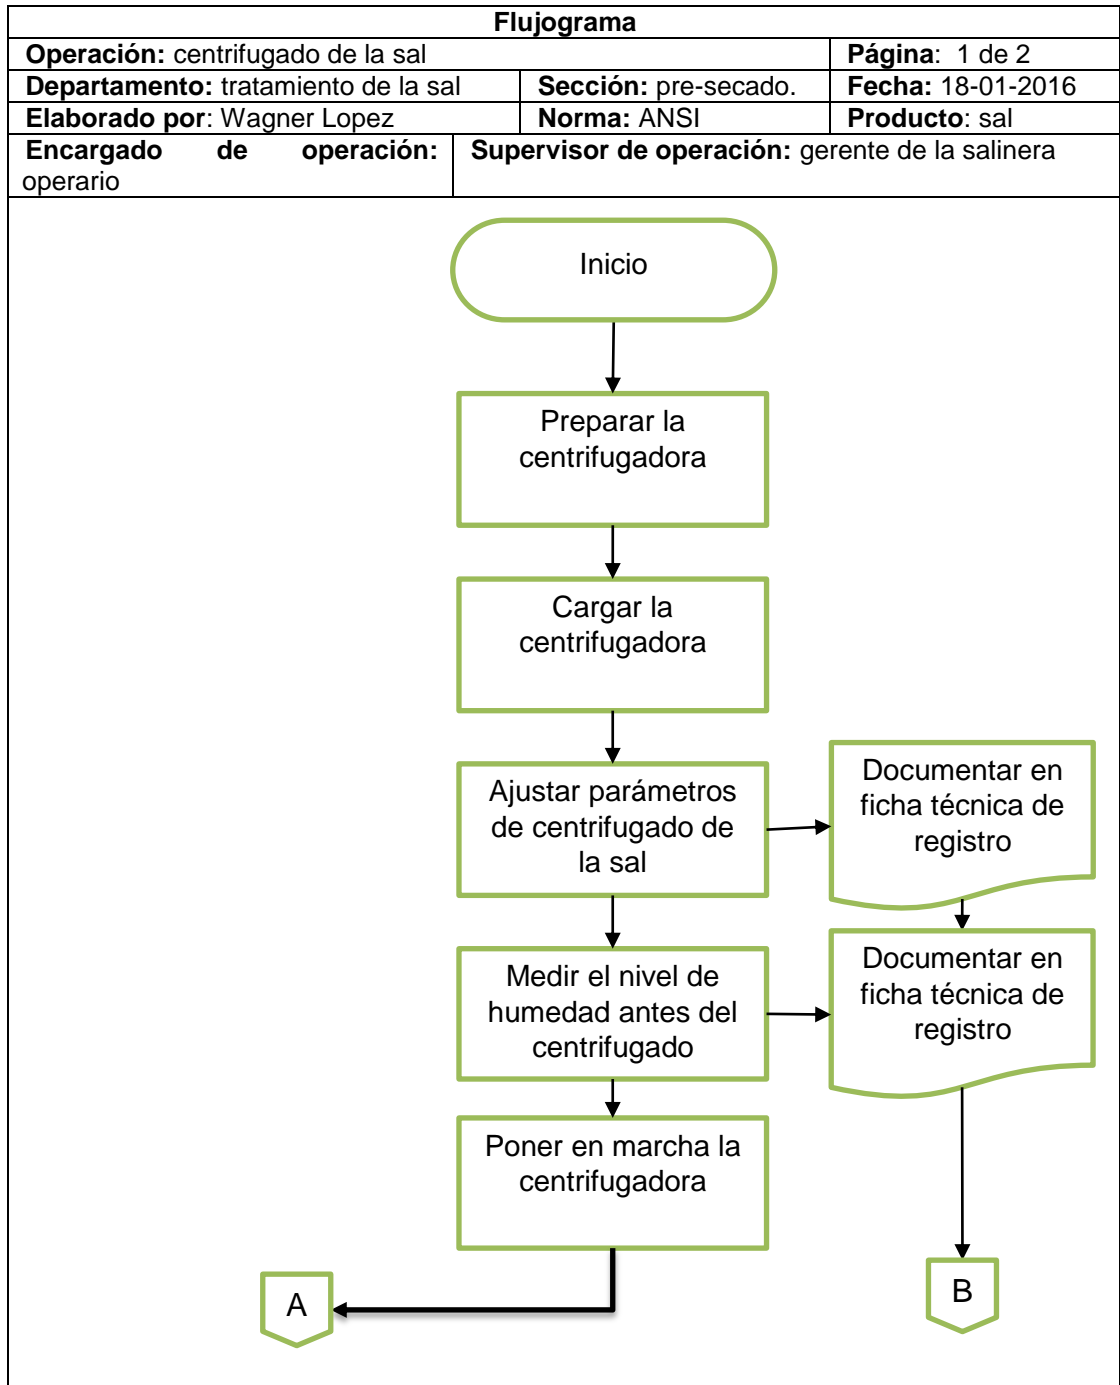 Flujograma
Operación: centrifugado de la sal
Página: 1 de 2
Departamento: tratamiento de la sal
Sección: pre-secado.
Fecha: 18-01-2016
Elaborado por: Wagner Lopez
Norma: ANSI
Producto: sal
Encargado de operación:
operario
Supervisor de operación: gerente de la salinera
Inicio
Preparar la
centrifugadora
Cargar la
centrifugadora
Ajustar parámetros
de centrifugado de
la sal
Documentar en
ficha técnica de
registro
Medir el nivel de
humedad antes del
centrifugado
Documentar en
ficha técnica de
registro
Poner en marcha la
centrifugadora
A
B